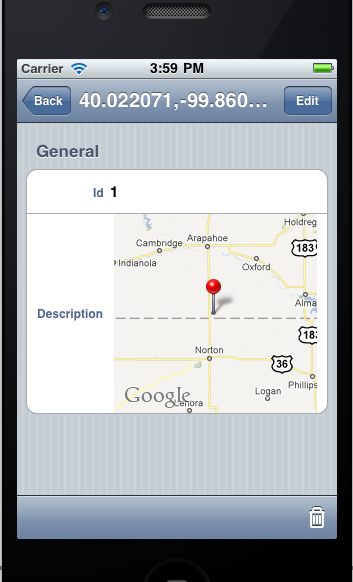 Carrier 3:59 PM
Back 40.022071,-99.860... Edit
General
Id 1
Description
Holdreg
183
Arapahoe
Cambridge
Indianola
Oxford
Alma
183
Norton
36
Phillips
Logan
Google
Lenora